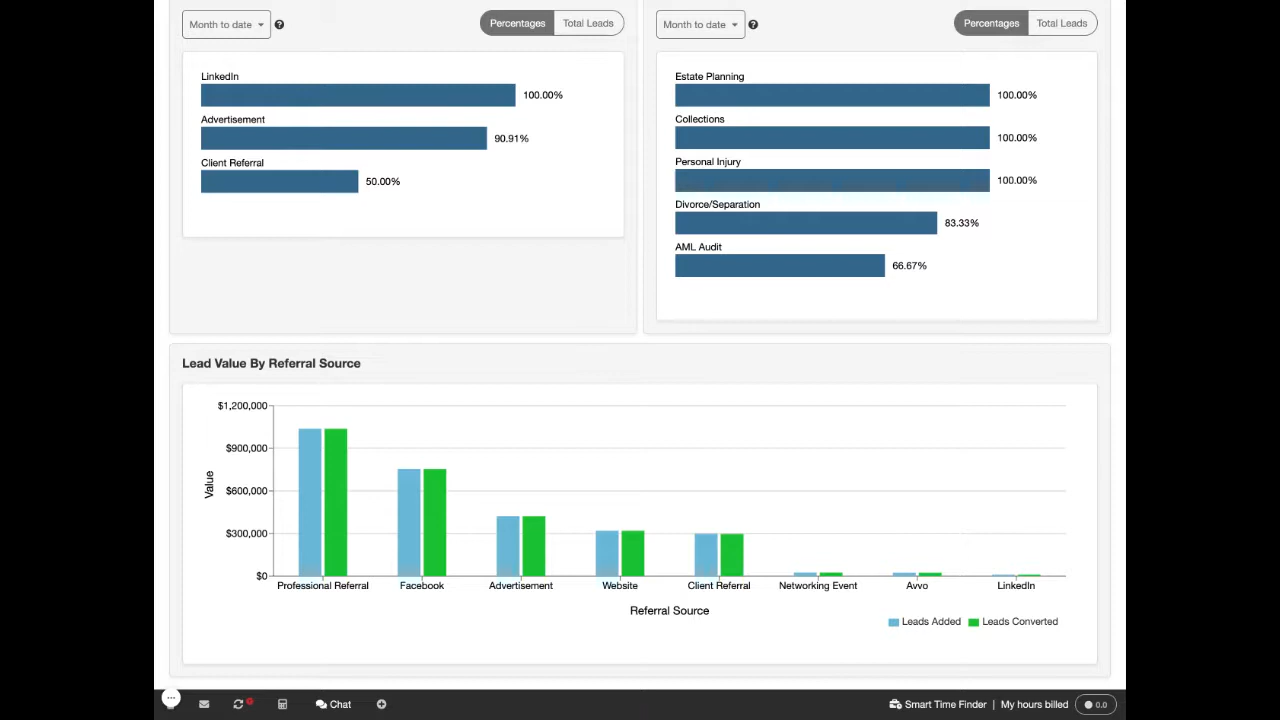 Month to date
Percentages
Total Leads
LinkedIn
100.00%
Advertisement
90.91%
Client Referral
50.00%
Month to date
Percentages
Total Leads
Estate Planning
100.00%
Collections
100.00%
Personal Injury
100.00%
Divorce/Separation
83.33%
AML Audit
66.67%
Lead Value By Referral Source
$1,200,000
$900,000
$600,000
$300,000
$0
Value
Professional Referral
Facebook
Advertisement
Website
Client Referral
Networking Event
Avvo
LinkedIn
Referral Source
Leads Added
Leads Converted
Chat
Smart Time Finder | My hours billed
0.0